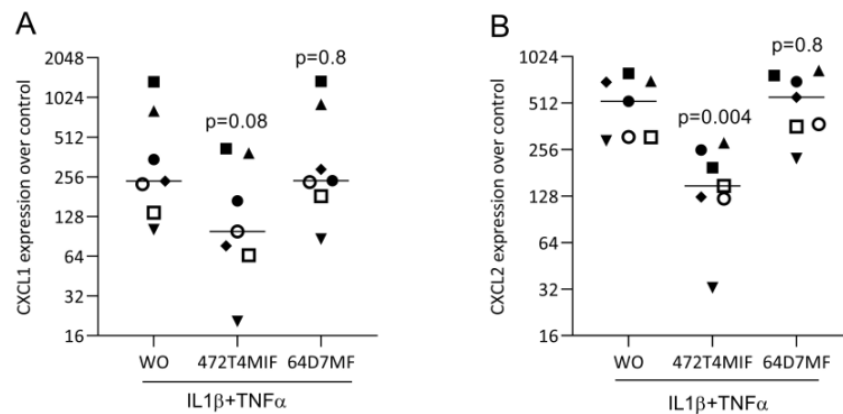 A
CXCL1 expression over control
2048
1024
512
256
128
64
32
16
p=0.08
p=0.8
WO
472T4MIF
64D7MF
IL1β+TNFα
B
CXCL2 expression over control
1024
512
256
128
64
32
16
p=0.004
p=0.8
WO
472T4MIF
64D7MF
IL1β+TNFα